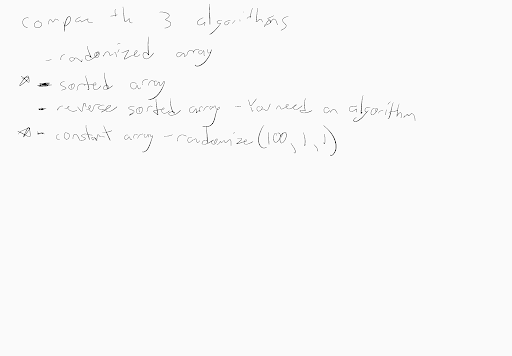 compare the 3 algorithms
- randomized array
☆ - sorted array
- reverse sorted array - You need an algorithm
☆ - constant array - randomize(100, 1, 1)